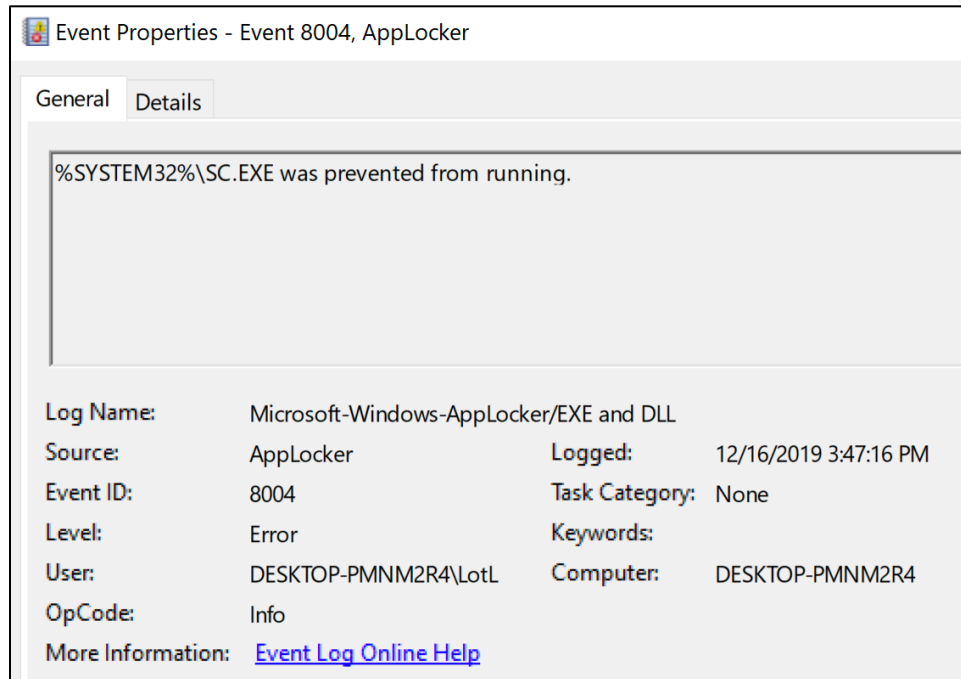 Event Properties - Event 8004, AppLocker
General Details
%SYSTEM32%\SC.EXE was prevented from running.
Log Name: Microsoft-Windows-AppLocker/EXE and DLL
Source: AppLocker Logged: 12/16/2019 3:47:16 PM
Event ID: 8004 Task Category: None
Level: Error Keywords:
User: DESKTOP-PMNM2R4\LotL Computer: DESKTOP-PMNM2R4
OpCode: Info
More Information: Event Log Online Help